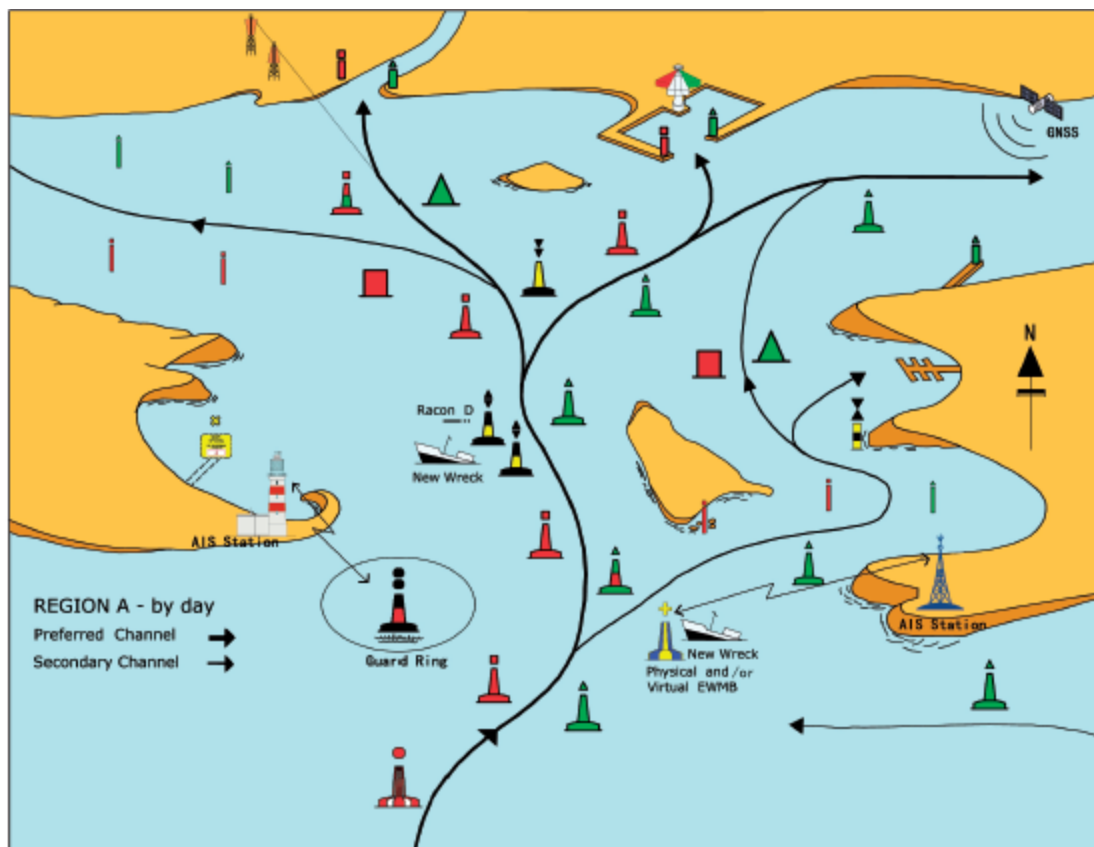 GNSS
N
Racon D
New Wreck
AIS Station
REGION A - by day
Preferred Channel
Secondary Channel
Guard Ring
AIS Station
New Wreck
Physical and/or
Virtual EWMB